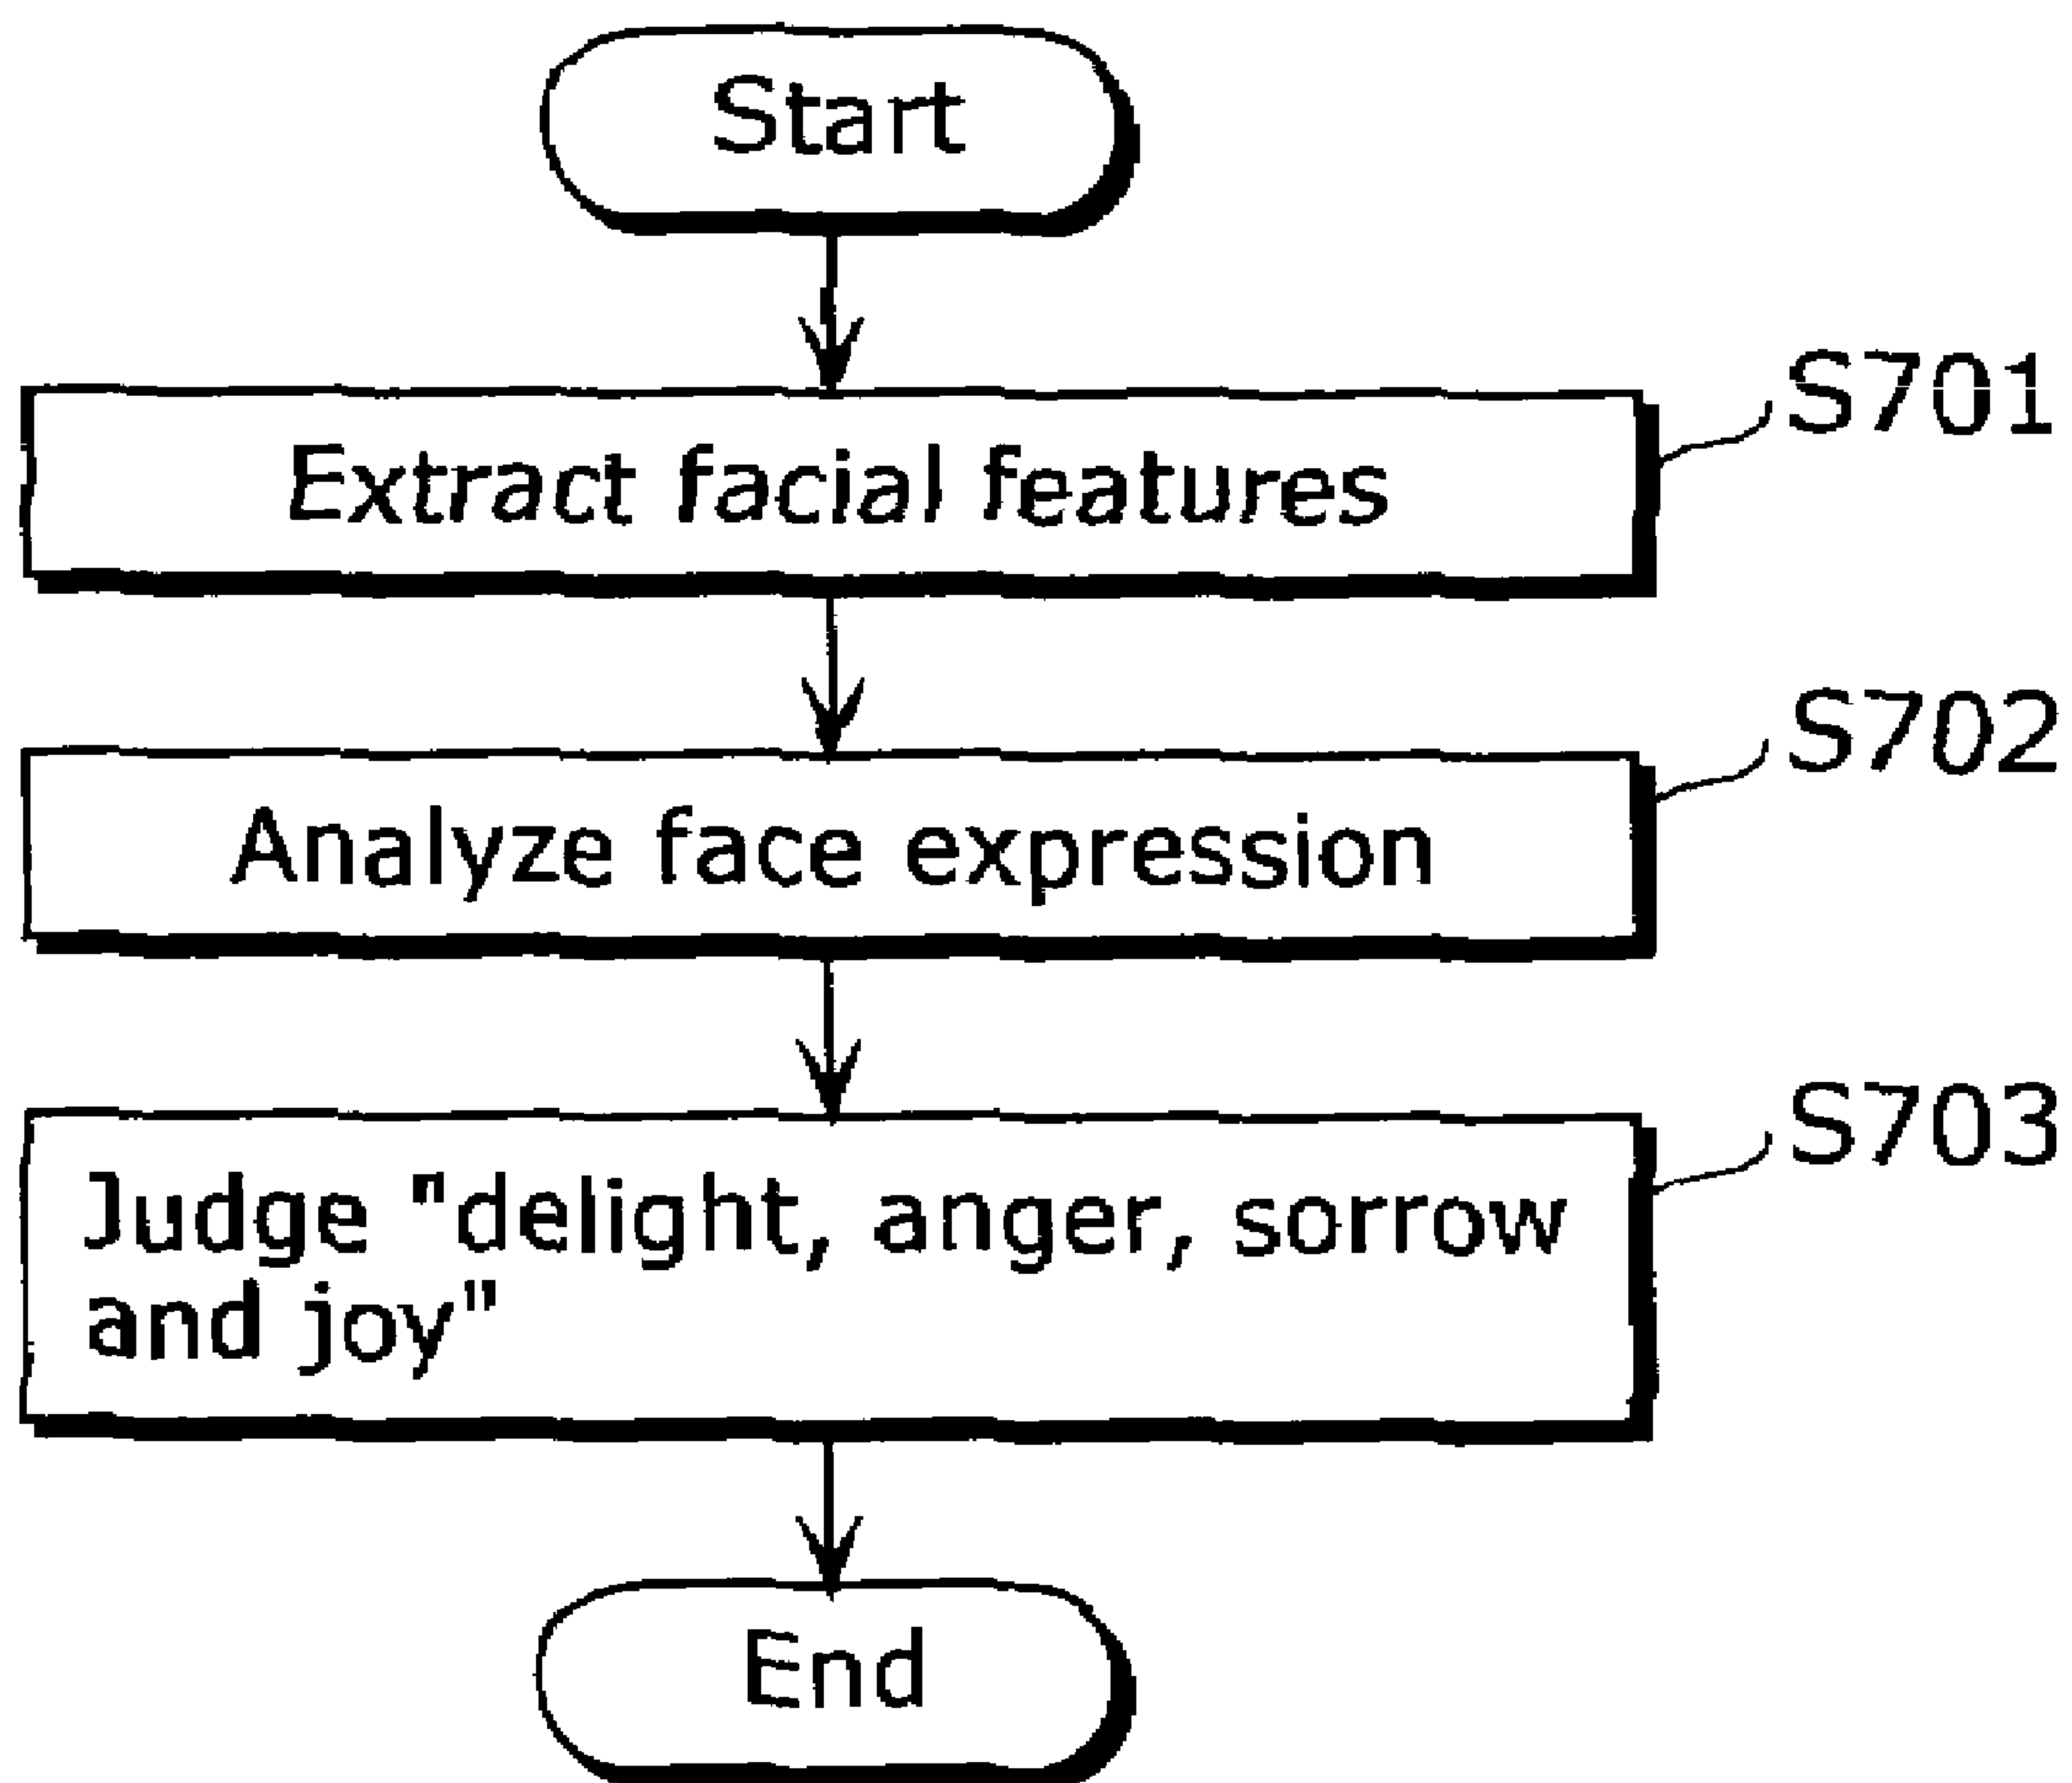 Start
S701
Extract facial features
S702
Analyze face expression
S703
Judge "delight, anger, sorrow
and joy"
End